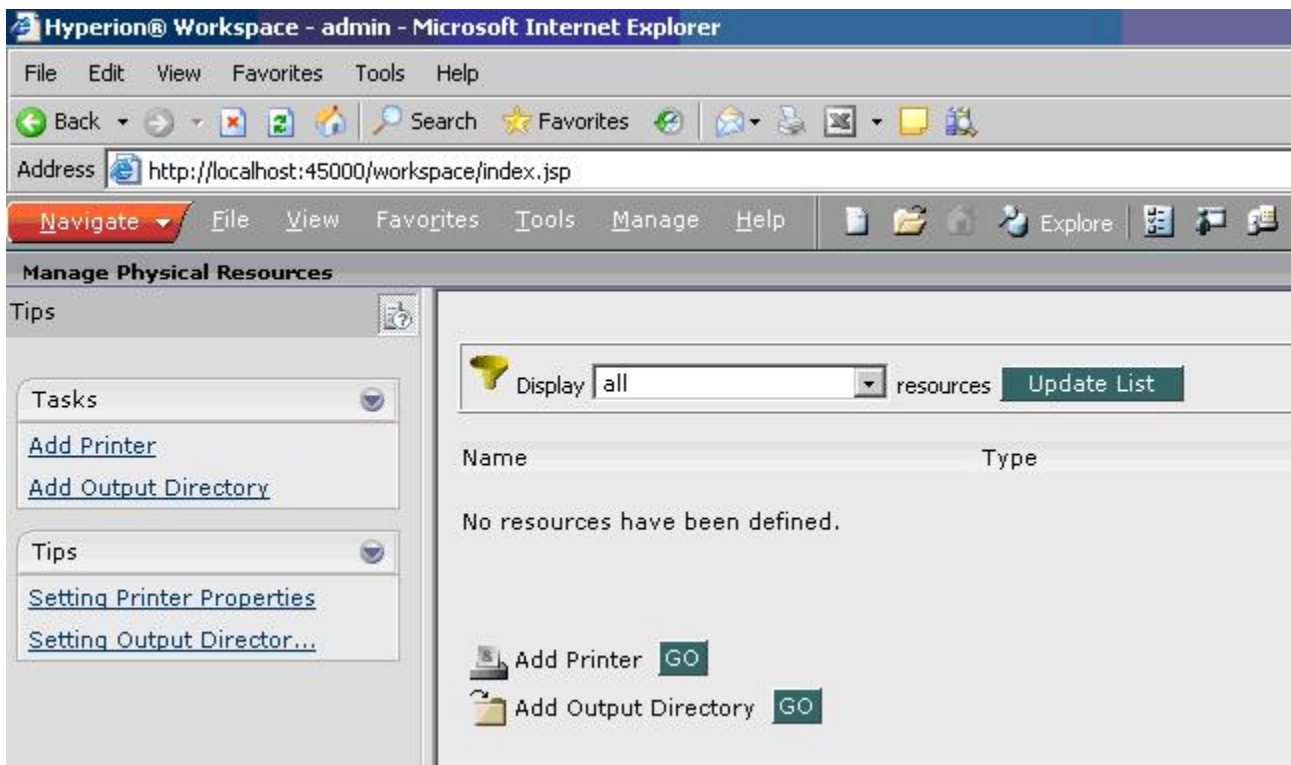 Hyperion® Workspace - admin - Microsoft Internet Explorer
File Edit View Favorites Tools Help
Back Search Favorites
Address http://localhost:45000/workspace/index.jsp
Navigate File View Favorites Tools Manage Help Explore
Manage Physical Resources
Tips
Tasks
Add Printer
Add Output Directory
Tips
Setting Printer Properties
Setting Output Director...
Display all resources Update List
Name Type
No resources have been defined.
Add Printer GO
Add Output Directory GO